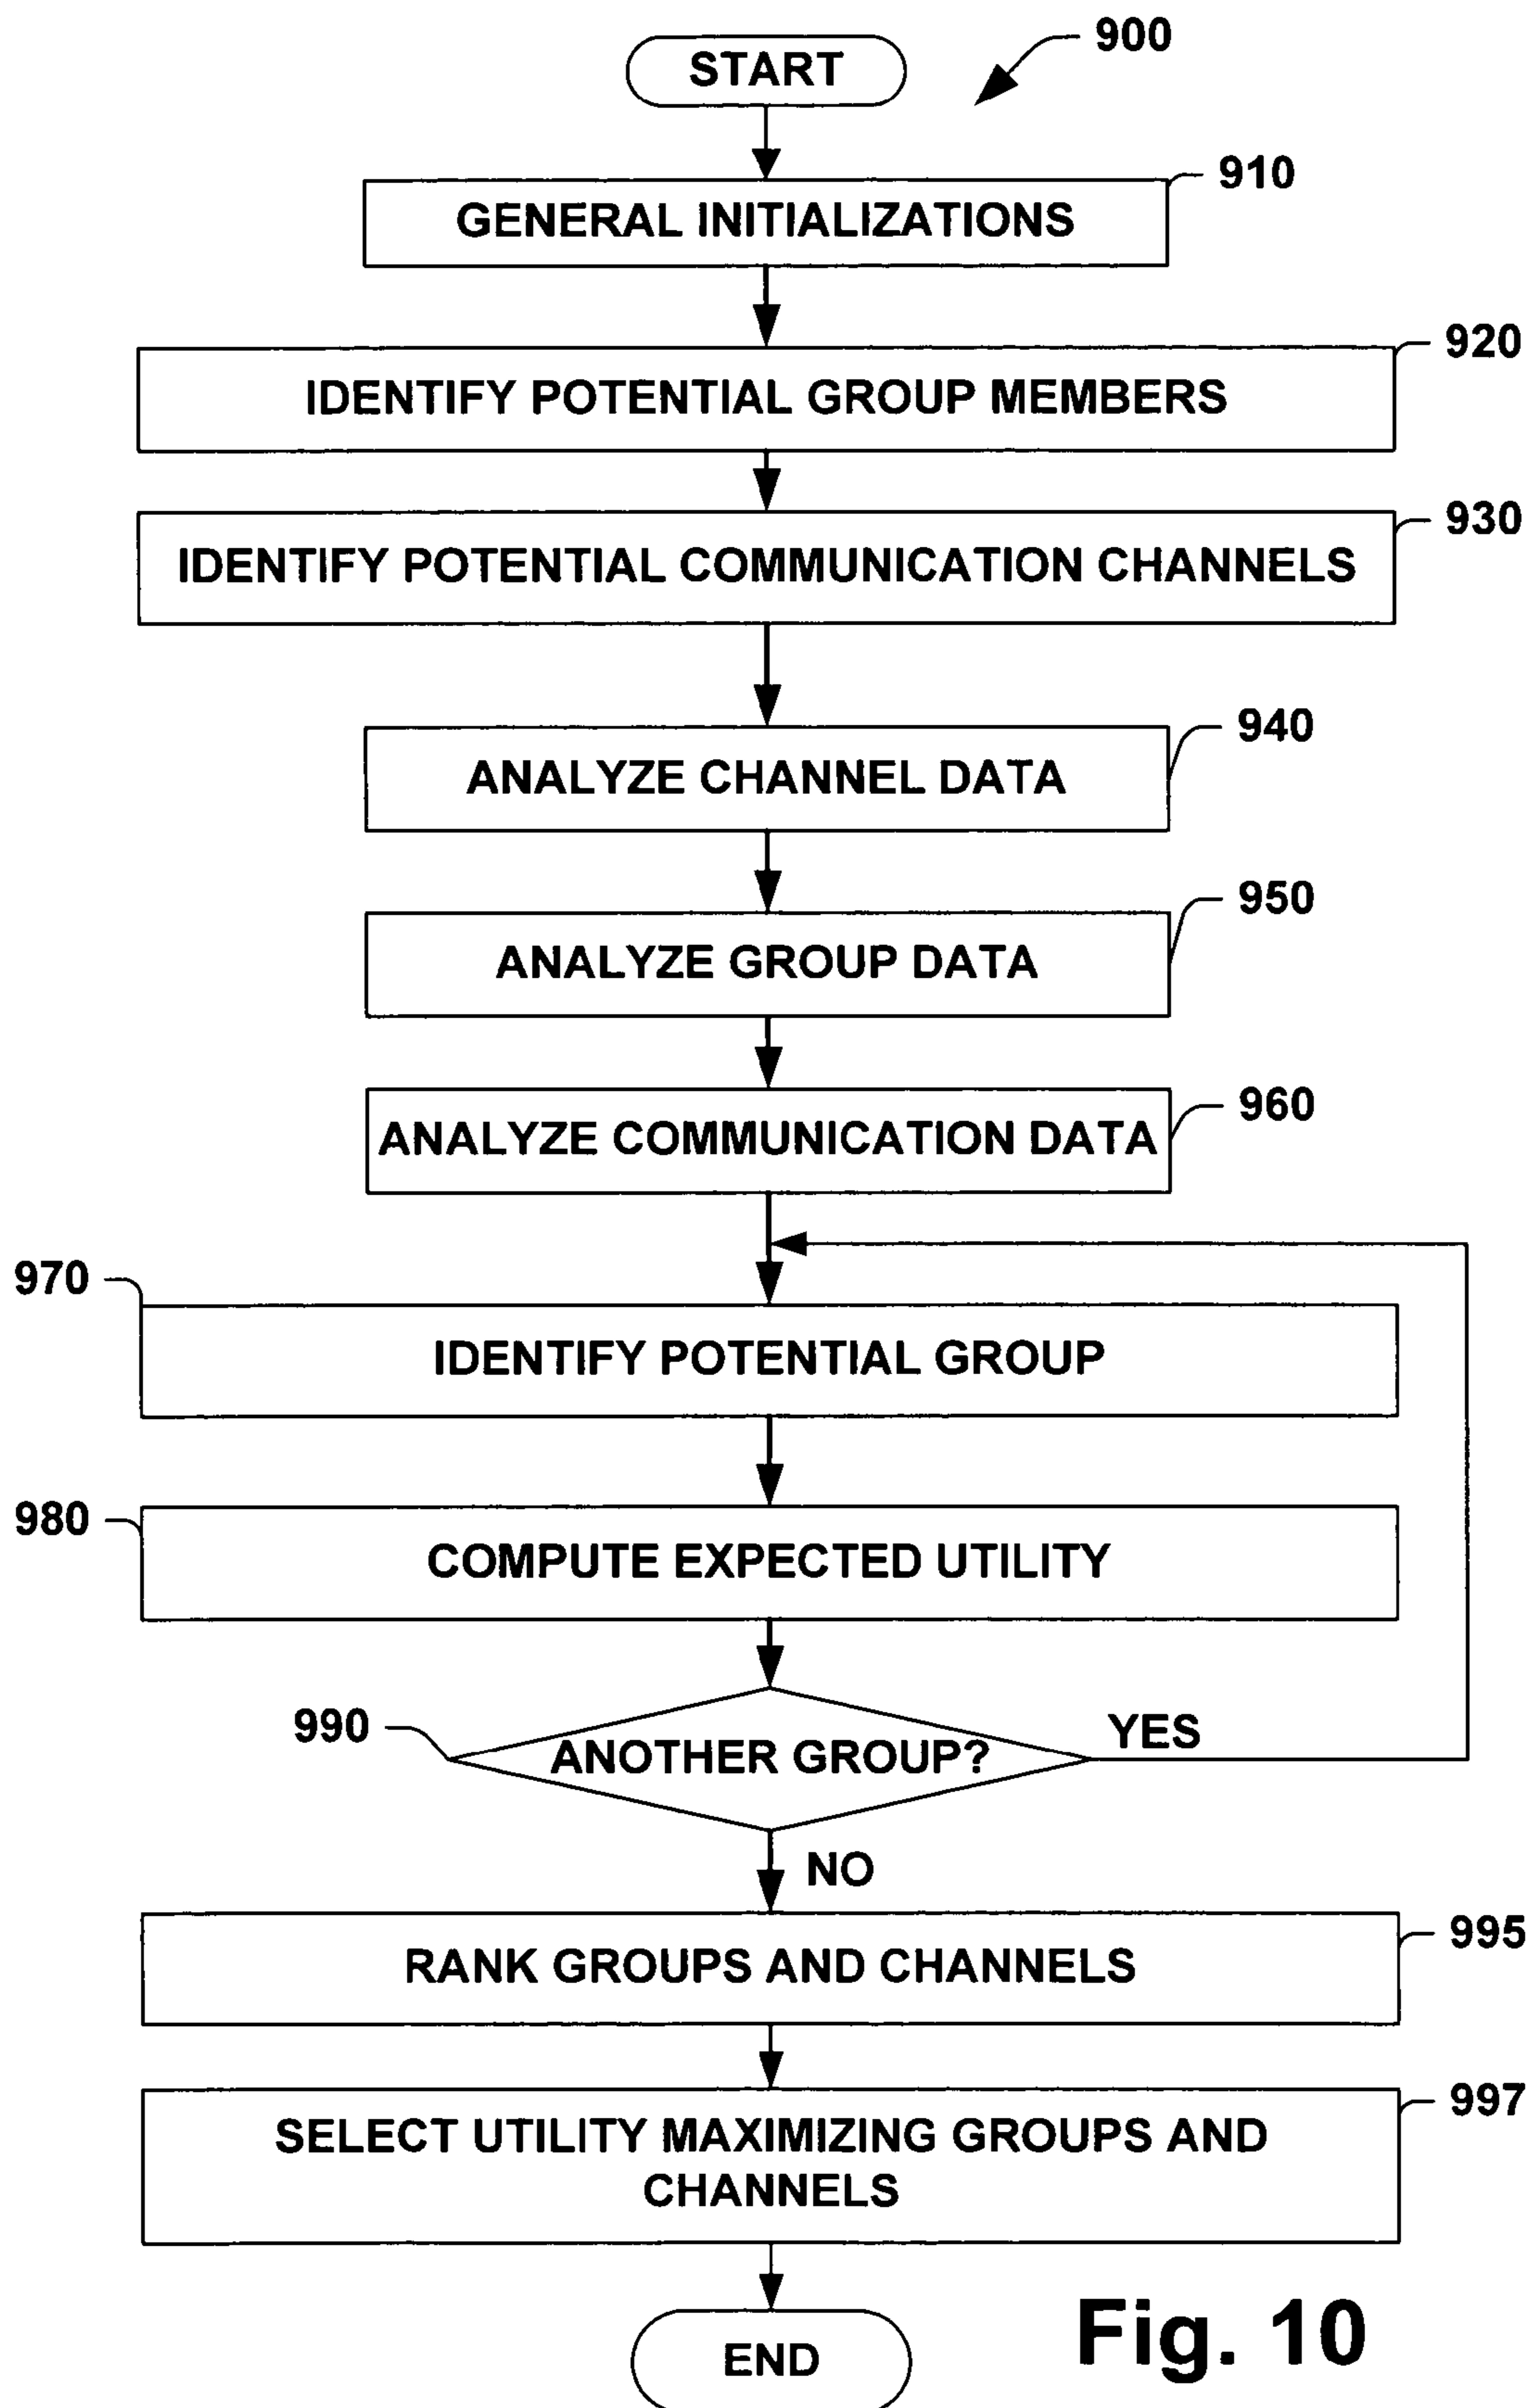 START
900
GENERAL INITIALIZATIONS
910
IDENTIFY POTENTIAL GROUP MEMBERS
920
IDENTIFY POTENTIAL COMMUNICATION CHANNELS
930
ANALYZE CHANNEL DATA
940
ANALYZE GROUP DATA
950
ANALYZE COMMUNICATION DATA
960
970
IDENTIFY POTENTIAL GROUP
980
COMPUTE EXPECTED UTILITY
990
ANOTHER GROUP?
YES
NO
RANK GROUPS AND CHANNELS
995
SELECT UTILITY MAXIMIZING GROUPS AND
CHANNELS
997
END
Fig. 10